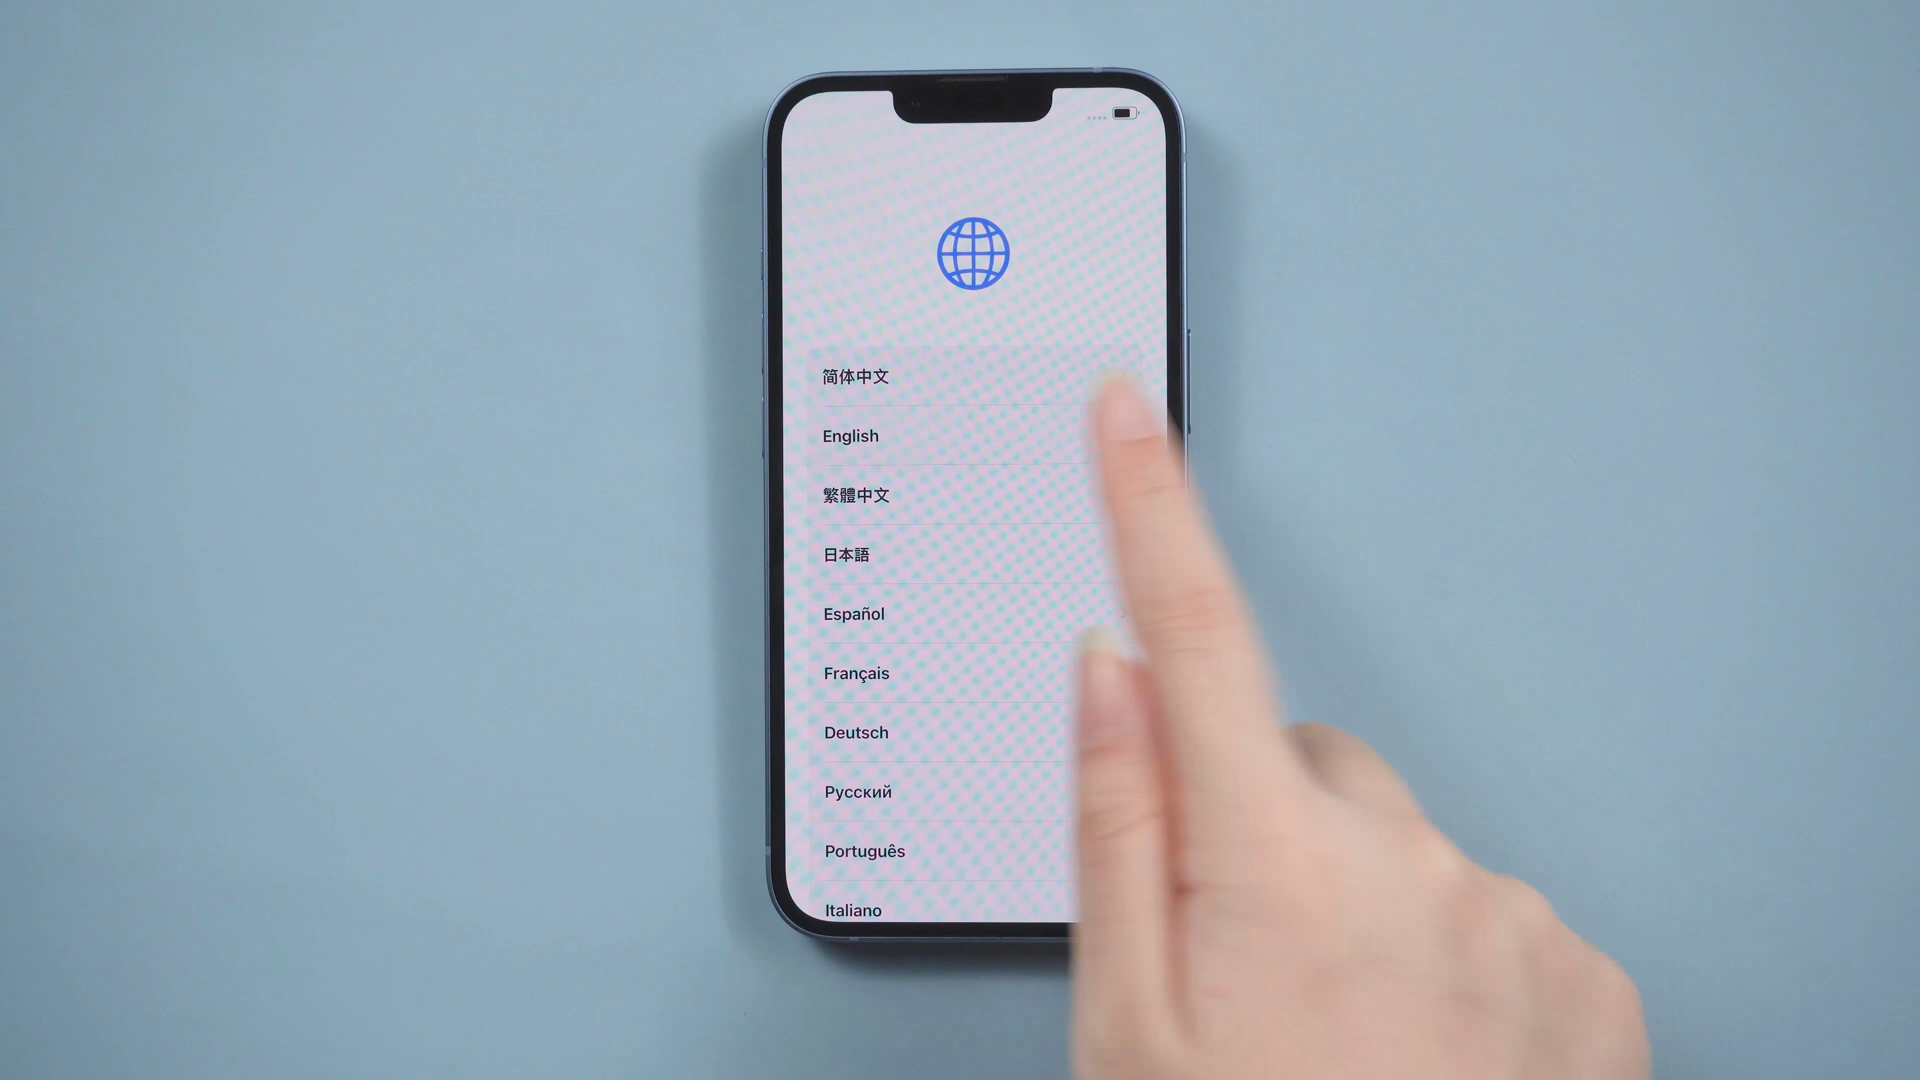 简体中文
English
繁體中文
日本語
Español
Français
Deutsch
Русский
Português
Italiano